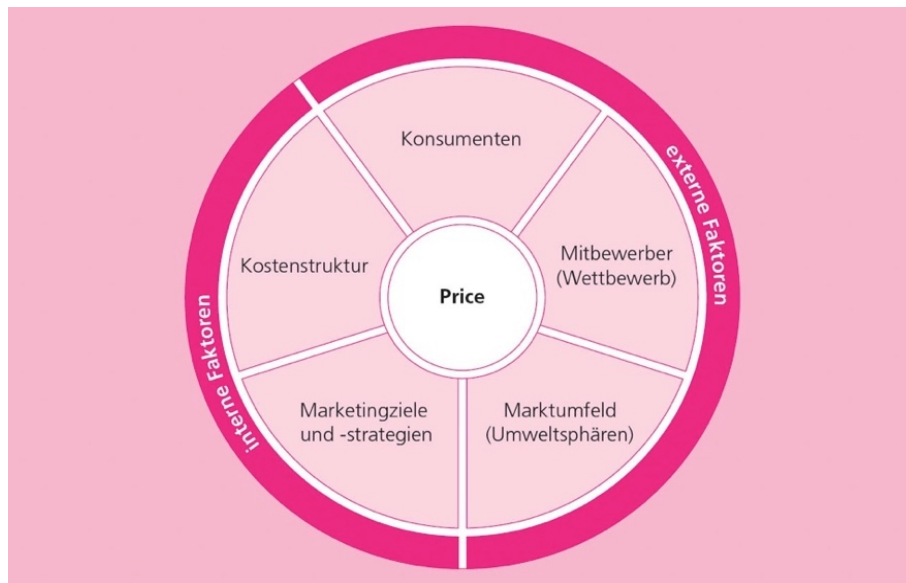 Konsumenten
externe Faktoren
Mitbewerber
(Wettbewerb)
Kostenstruktur
Price
interne Faktoren
Marketingziele
und -strategien
Marktumfeld
(Umweltsphären)